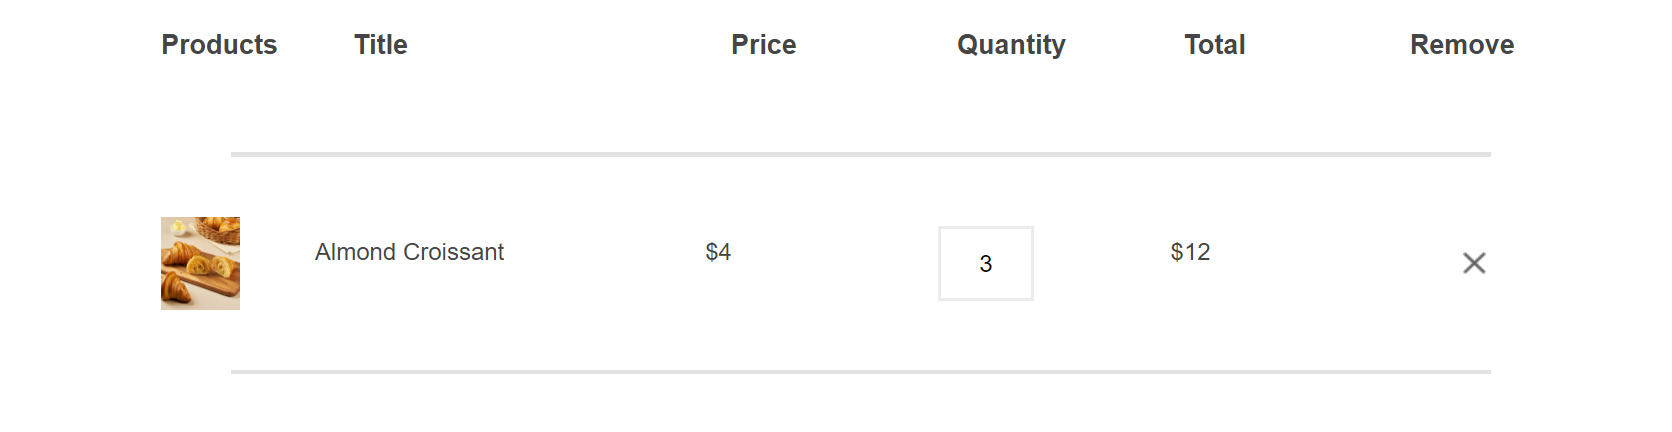 Products Title Price Quantity Total Remove
Almond Croissant $4 3 $12